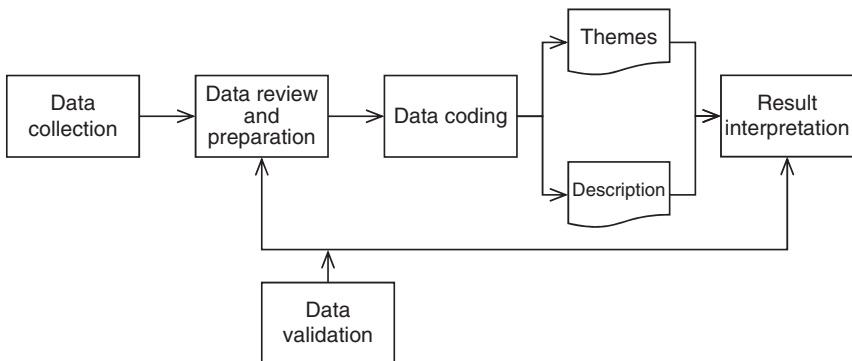 Data
collection
Data review
and
preparation
Data coding
Themes
Description
Result
interpretation
Data
validation